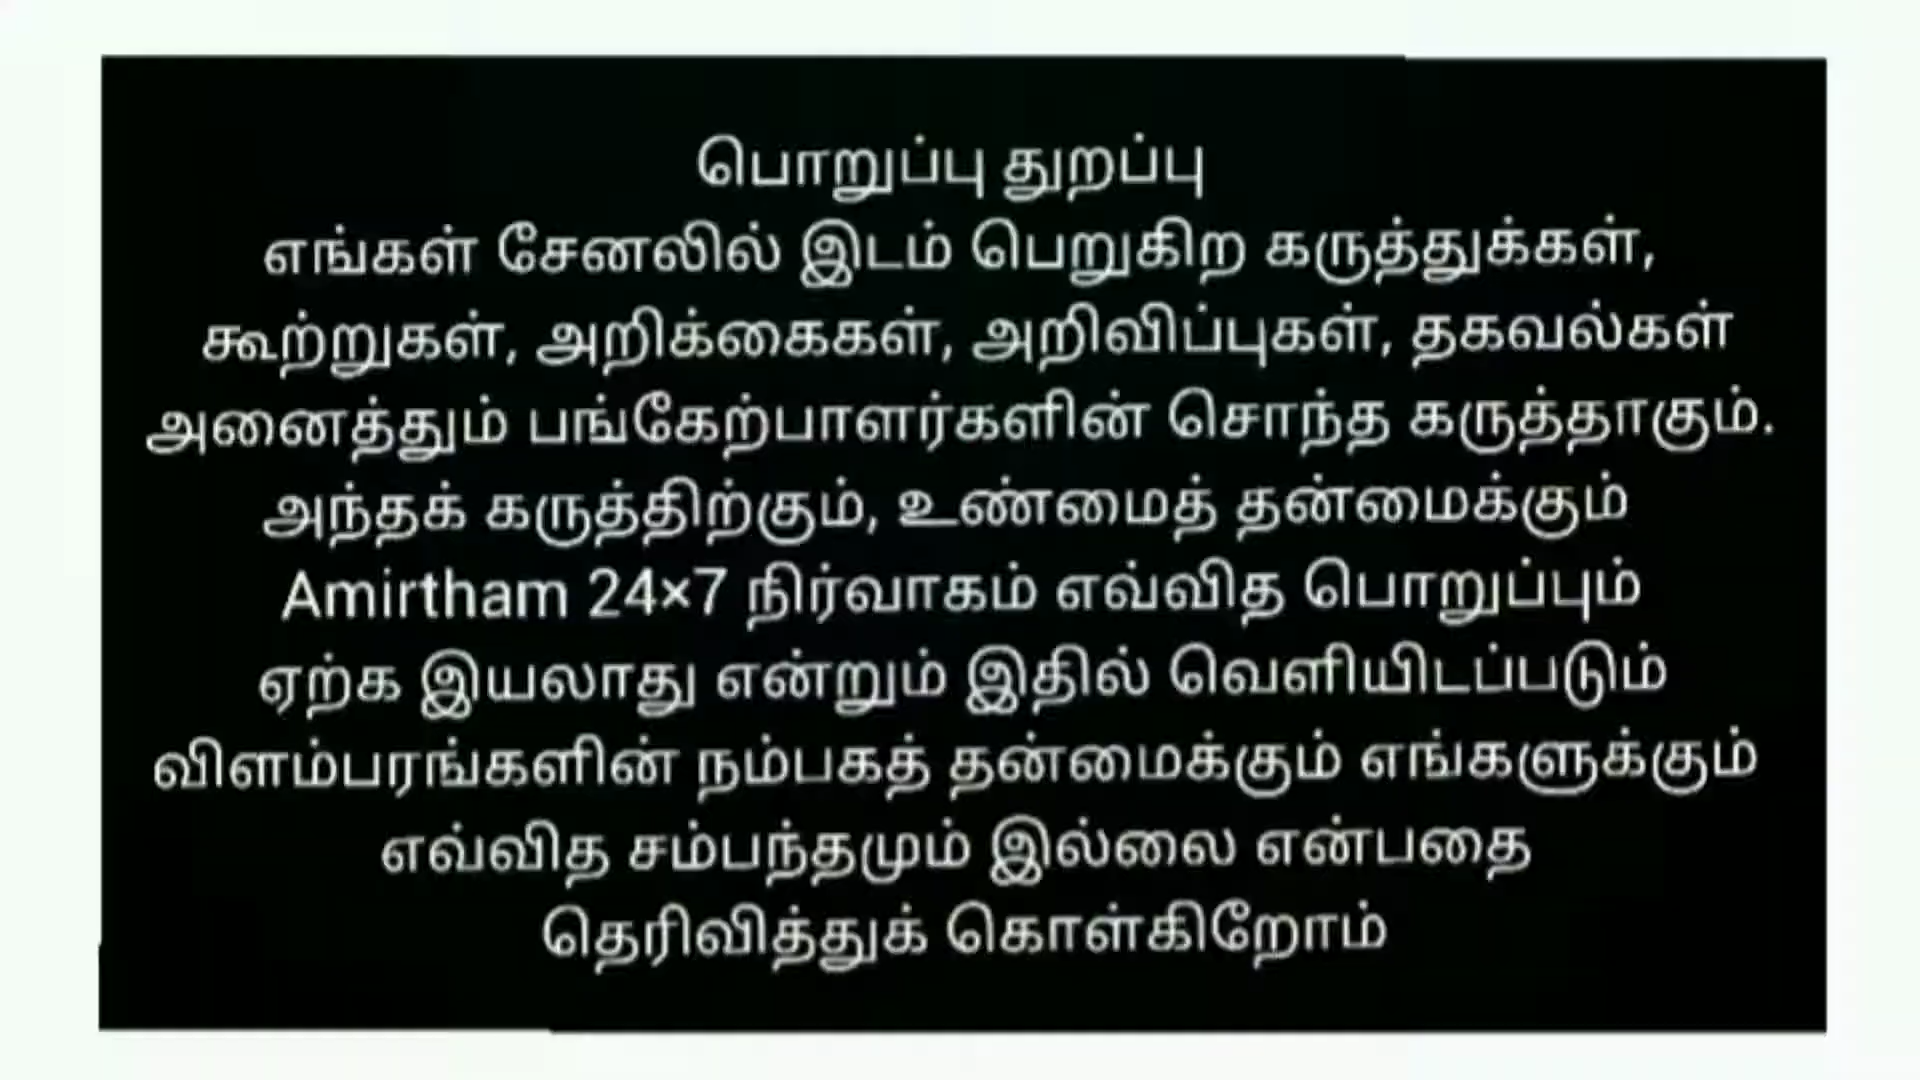 பொறுப்பு துறப்பு
எங்கள் சேனலில் இடம் பெறுகிற கருத்துக்கள்,
கூற்றுகள், அறிக்கைகள், அறிவிப்புகள், தகவல்கள்
அனைத்தும் பங்கேற்பாளர்களின் சொந்த கருத்தாகும்.
அந்தக் கருத்திற்கும், உண்மைத் தன்மைக்கும்
Amirtham 24×7 நிர்வாகம் எவ்வித பொறுப்பும்
ஏற்க இயலாது என்றும் இதில் வெளியிடப்படும்
விளம்பரங்களின் நம்பகத் தன்மைக்கும் எங்களுக்கும்
எவ்வித சம்பந்தமும் இல்லை என்பதை
தெரிவித்துக் கொள்கிறோம்